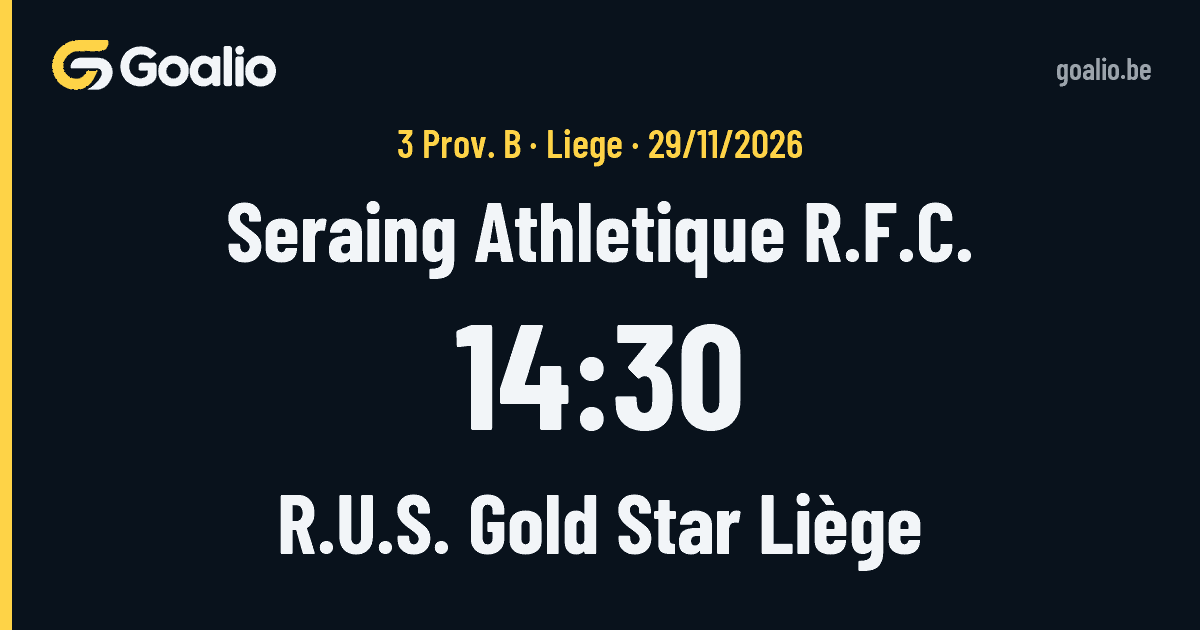 Goalio
goalio.be
3 Prov. B · Liege · 29/11/2026
Seraing Athletique R.F.C.
14:30
R.U.S. Gold Star Liège